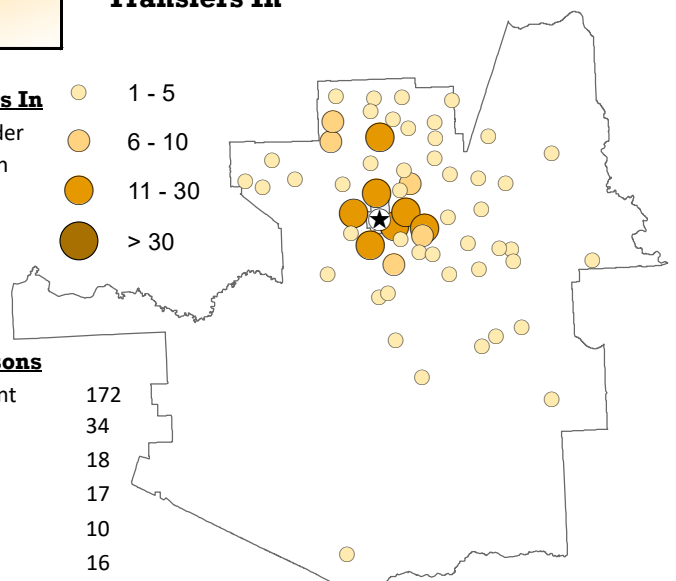 Transfers In
s In
1 - 5
der
6 - 10
n
11 - 30
> 30
sons
nt 172
34
18
17
10
16